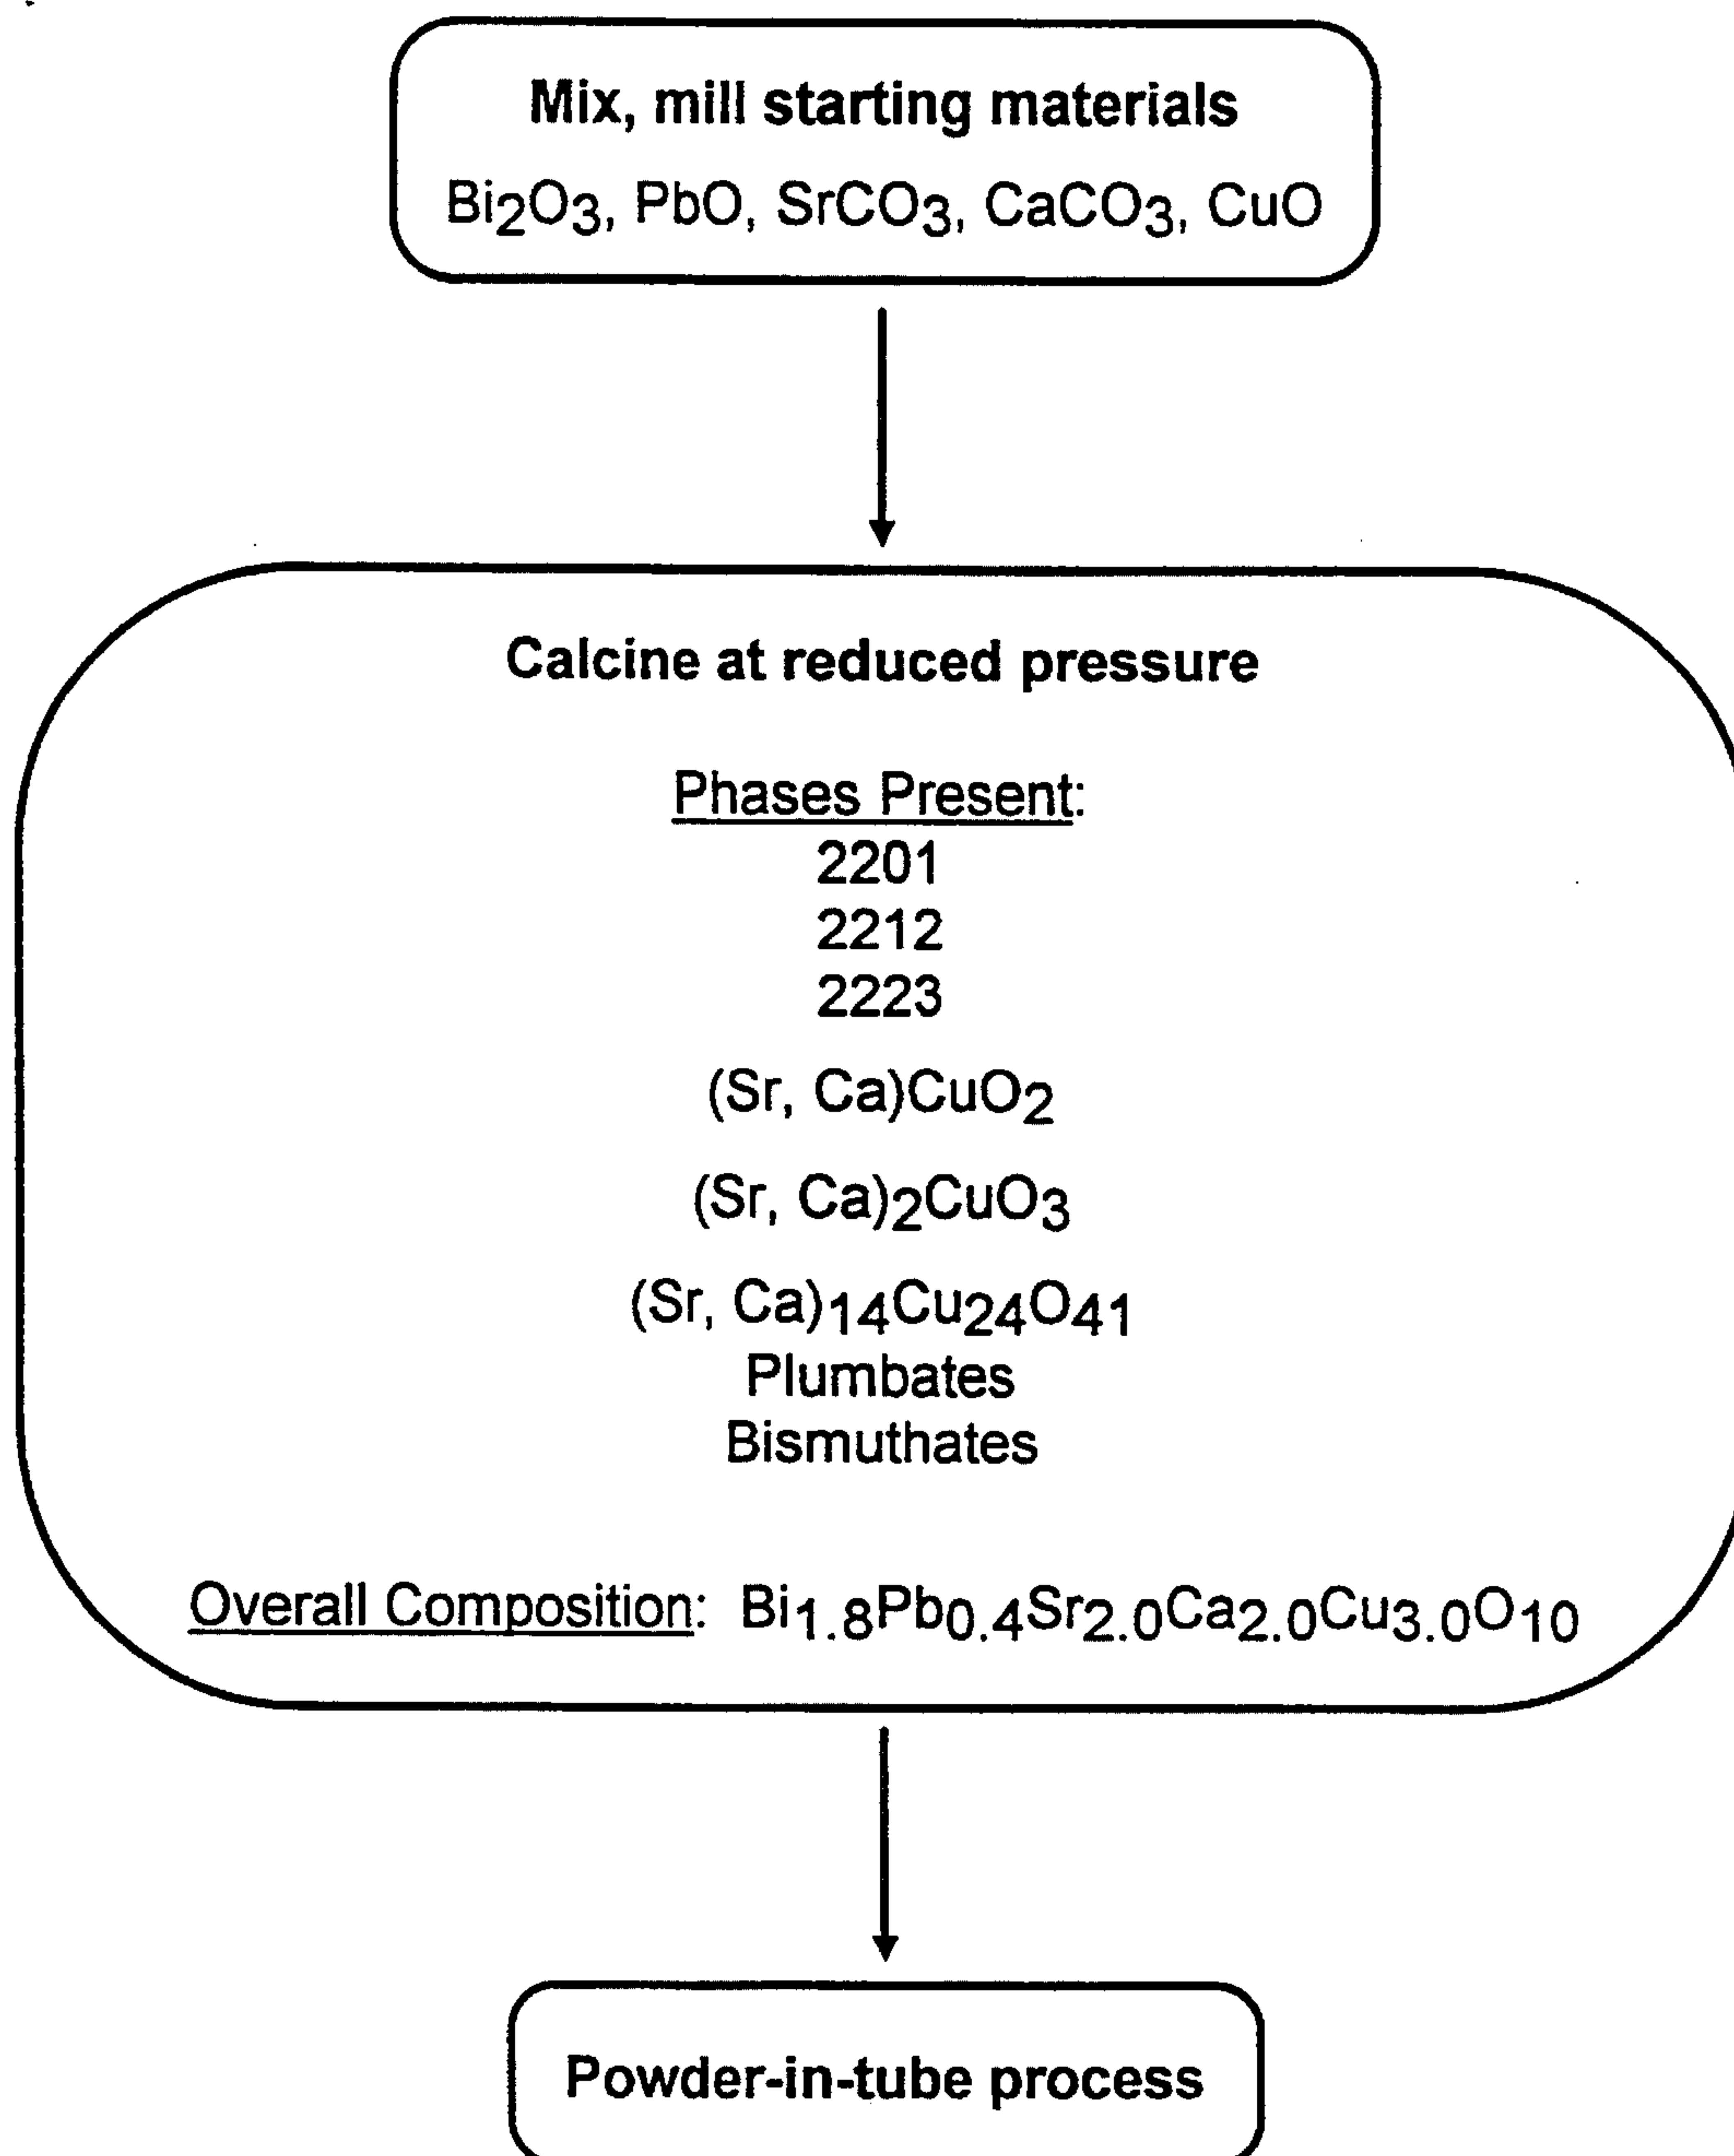 Mix, mill starting materials
Bi2O3, PbO, SrCO3, CaCO3, CuO
Calcine at reduced pressure
Phases Present:
2201
2212
2223
(Sr, Ca)CuO2
(Sr, Ca)2CuO3
(Sr, Ca)14Cu24O41
Plumbates
Bismuthates
Overall Composition: Bi1.8Pb0.4Sr2.0Ca2.0Cu3.0O10
Powder-in-tube process